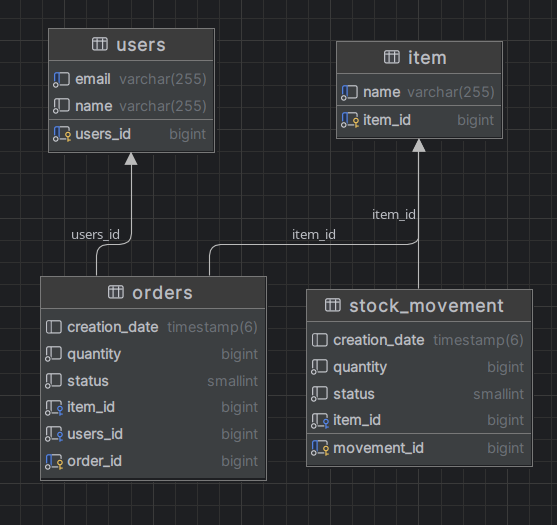 users
email varchar(255)
name varchar(255)
users_id bigint
item
name varchar(255)
item_id bigint
users_id
item_id
item_id
orders
creation_date timestamp(6)
quantity bigint
status smallint
item_id bigint
users_id bigint
order_id bigint
stock_movement
creation_date timestamp(6)
quantity bigint
status smallint
item_id bigint
movement_id bigint